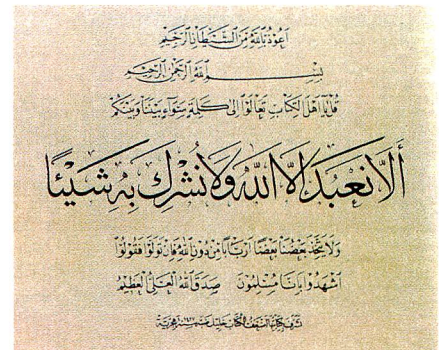 أعوذ بالله من الشيطان الرجيم
بسم الله الرحمن الرحيم
قل يا أهل الكتاب تعالوا إلى كلمة سواء بيننا وبينكم
ألا نعبد إلا الله ولا نشرك به شيئا
ولا يتخذ بعضنا بعضا أربابا من دون الله فإن تولوا فقولوا
اشهدوا بأنا مسلمون صدق الله العلي العظيم